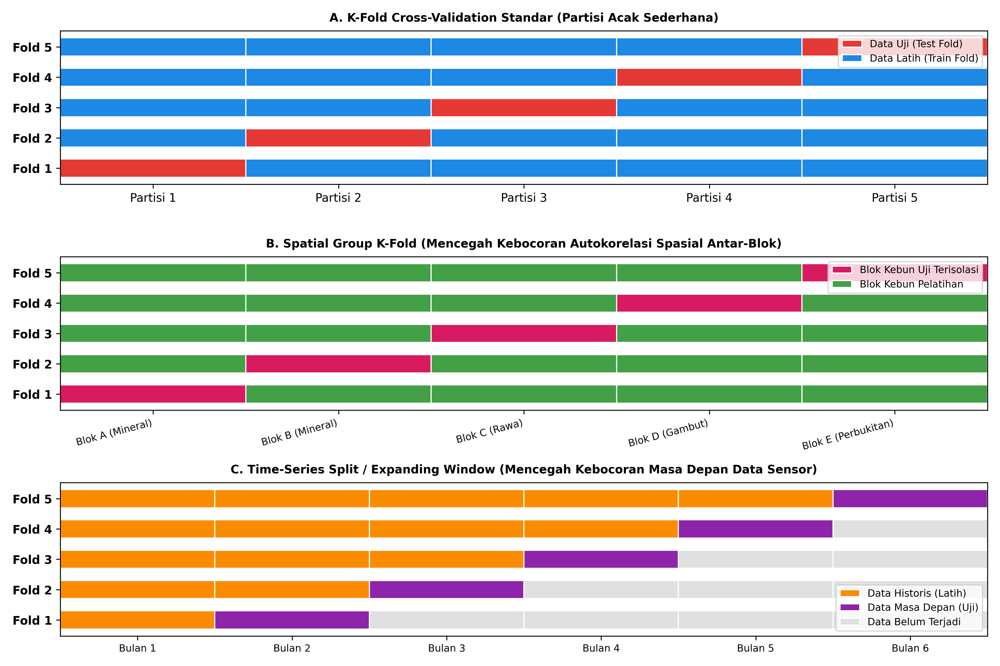 A. K-Fold Cross-Validation Standar (Partisi Acak Sederhana)
Fold 5
Fold 4
Fold 3
Fold 2
Fold 1
Data Uji (Test Fold)
Data Latih (Train Fold)
Partisi 1
Partisi 2
Partisi 3
Partisi 4
Partisi 5
B. Spatial Group K-Fold (Mencegah Kebocoran Autokorelasi Spasial Antar-Blok)
Fold 5
Fold 4
Fold 3
Fold 2
Fold 1
Blok Kebun Uji Terisolasi
Blok Kebun Pelatihan
Blok A (Mineral)
Blok B (Mineral)
Blok C (Rawa)
Blok D (Gambut)
Blok E (Perbukitan)
C. Time-Series Split / Expanding Window (Mencegah Kebocoran Masa Depan Data Sensor)
Fold 5
Fold 4
Fold 3
Fold 2
Fold 1
Data Historis (Latih)
Data Masa Depan (Uji)
Data Belum Terjadi
Bulan 1
Bulan 2
Bulan 3
Bulan 4
Bulan 5
Bulan 6